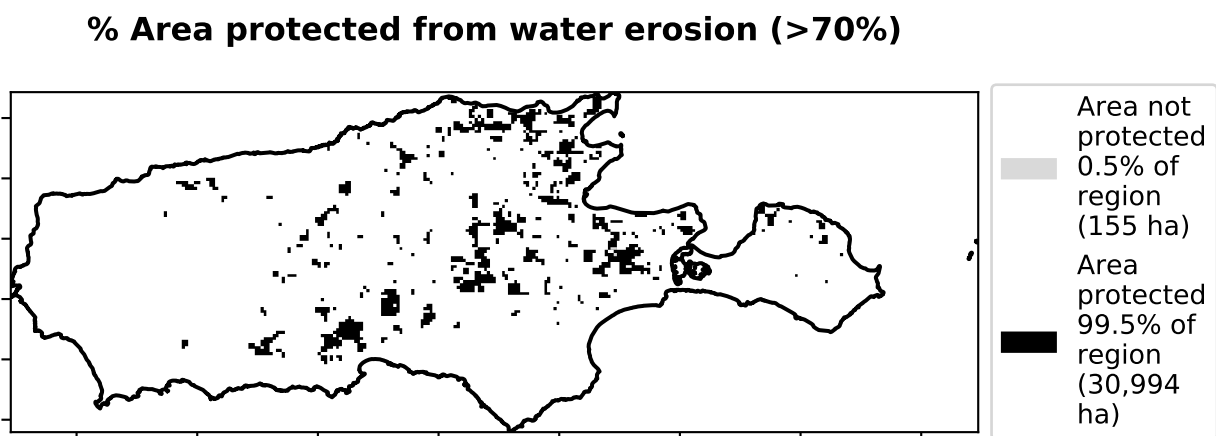 % Area protected from water erosion (>70%)
Area not
protected
0.5% of
region
(155 ha)
Area
protected
99.5% of
region
(30,994
ha)